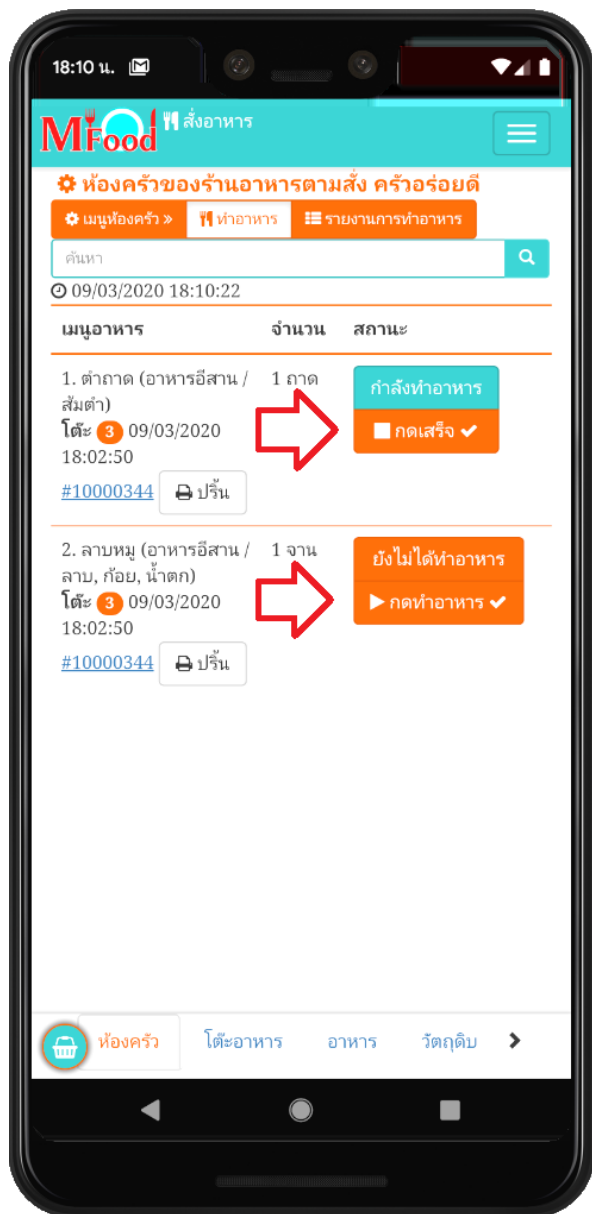 18:10 น.
MFood สั่งอาหาร
ห้องครัวของร้านอาหารตามสั่ง ครัวอร่อยดี
เมนูห้องครัว » ทำอาหาร รายงานการทำอาหาร
ค้นหา
09/03/2020 18:10:22
เมนูอาหาร จำนวน สถานะ
1. ตำถาด (อาหารอีสาน / 1 ถาด กำลังทำอาหาร
ส้มตำ)
โต๊ะ 3 09/03/2020 กดเสร็จ
18:02:50
#10000344 ปริ้น
2. ลาบหมู (อาหารอีสาน / 1 จาน ยังไม่ได้ทำอาหาร
ลาบ, ก้อย, น้ำตก)
โต๊ะ 3 09/03/2020 กดทำอาหาร
18:02:50
#10000344 ปริ้น
ห้องครัว โต๊ะอาหาร อาหาร วัตถุดิบ